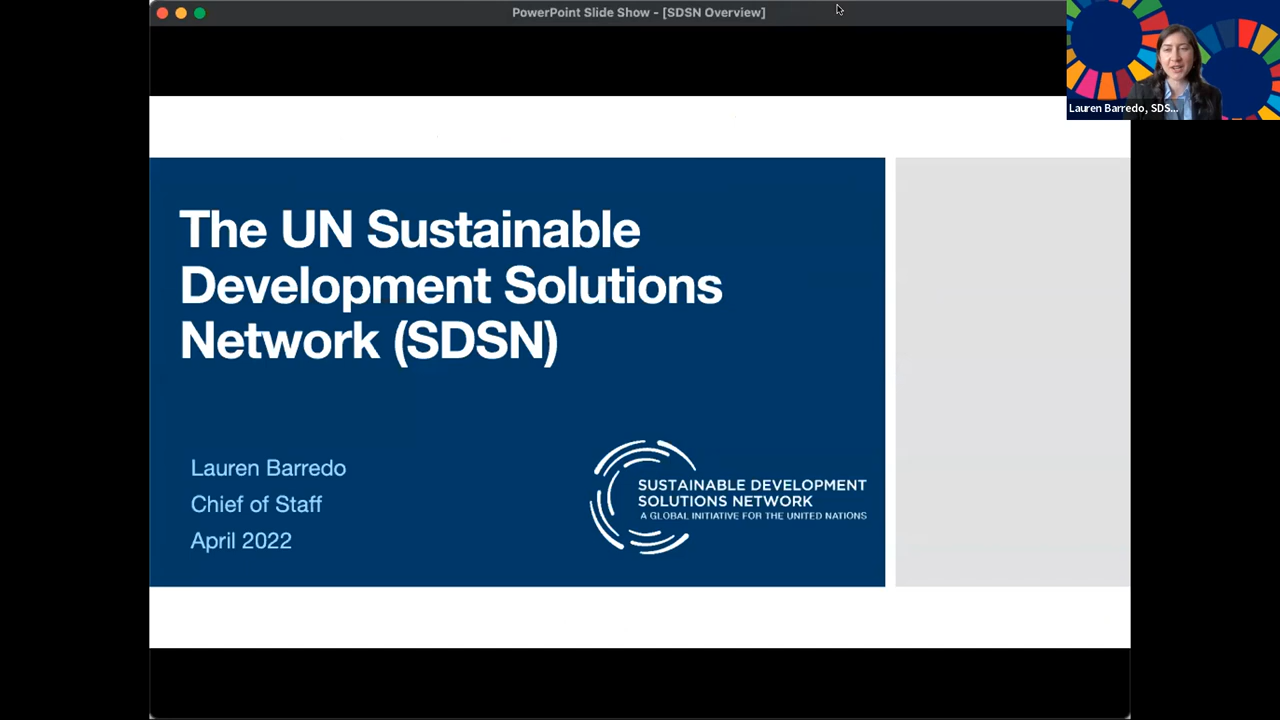 PowerPoint Slide Show - [SDSN Overview]
Lauren Barredo, SDS...
The UN Sustainable
Development Solutions
Network (SDSN)
Lauren Barredo
Chief of Staff
April 2022
SUSTAINABLE DEVELOPMENT
SOLUTIONS NETWORK
A GLOBAL INITIATIVE FOR THE UNITED NATIONS